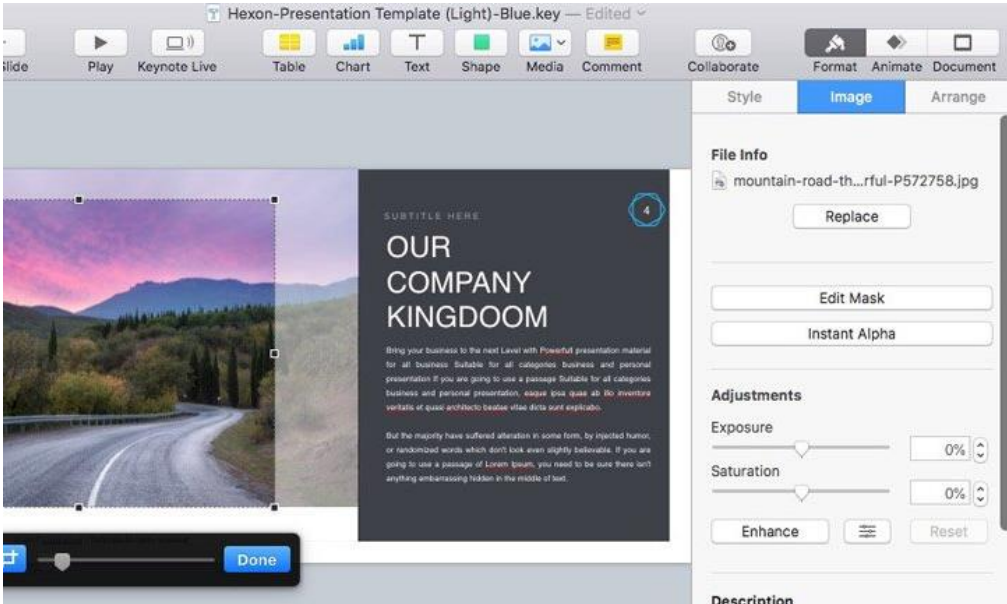 Hexon-Presentation Template (Light)-Blue.key — Edited
Slide Play Keynote Live Table Chart Text Shape Media Comment Collaborate Format Animate Document
Style Image Arrange
File Info
mountain-road-th...rful-P572758.jpg
Replace
Edit Mask
Instant Alpha
Adjustments
Exposure
0%
Saturation
0%
Enhance Reset
Description
4
SUBTITLE HERE
OUR
COMPANY
KINGDOOM
Bring your business to the next Level with Powerfull presentation material
for all business Suitable for all categories business and personal
presentation If you are going to use a passage Suitable for all categories
business and personal presentation, eaque ipsa quae ab illo inventore
veritatis et quasi architecto beatae vitae dicta sunt explicabo.
But the majority have suffered alteration in some form, by injected humor,
or randomized words which don't look even slightly believable. If you are
going to use a passage of Lorem Ipsum, you need to be sure there isn't
anything embarrassing hidden in the middle of text.
Done